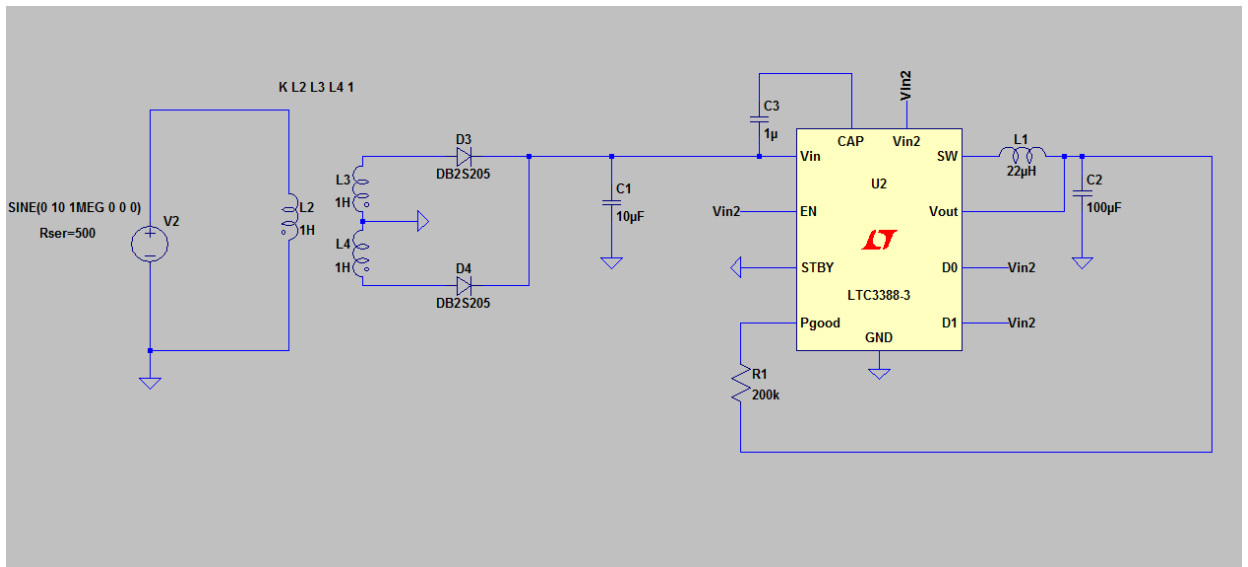 K L2 L3 L4 1
SINE(0 10 1MEG 0 0 0)
Rser=500
V2
L2
1H
L3
1H
L4
1H
D3
DB2S205
D4
DB2S205
C1
10µF
C3
1µ
Vin2
CAP
Vin2
Vin
SW
U2
Vin2
EN
Vout
STBY
D0
Vin2
LTC3388-3
Pgood
D1
Vin2
GND
L1
22µH
C2
100µF
R1
200k